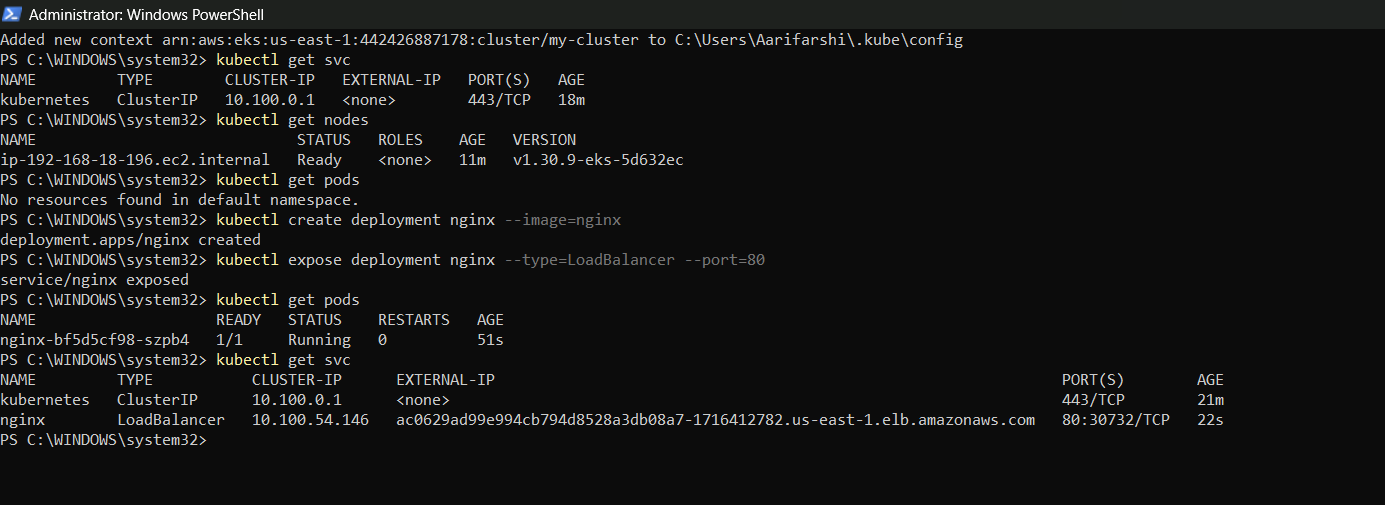 Administrator: Windows PowerShell
Added new context arn:aws:eks:us-east-1:442426887178:cluster/my-cluster to C:\Users\Aarifarshi\.kube\config
PS C:\WINDOWS\system32> kubectl get svc
NAME         TYPE        CLUSTER-IP   EXTERNAL-IP   PORT(S)   AGE
kubernetes   ClusterIP   10.100.0.1   <none>        443/TCP   18m
PS C:\WINDOWS\system32> kubectl get nodes
NAME                             STATUS   ROLES    AGE   VERSION
ip-192-168-18-196.ec2.internal   Ready    <none>   11m   v1.30.9-eks-5d632ec
PS C:\WINDOWS\system32> kubectl get pods
No resources found in default namespace.
PS C:\WINDOWS\system32> kubectl create deployment nginx --image=nginx
deployment.apps/nginx created
PS C:\WINDOWS\system32> kubectl expose deployment nginx --type=LoadBalancer --port=80
service/nginx exposed
PS C:\WINDOWS\system32> kubectl get pods
NAME                    READY   STATUS    RESTARTS   AGE
nginx-bf5d5cf98-szpb4   1/1     Running   0          51s
PS C:\WINDOWS\system32> kubectl get svc
NAME         TYPE           CLUSTER-IP      EXTERNAL-IP                                                               PORT(S)        AGE
kubernetes   ClusterIP      10.100.0.1      <none>                                                                    443/TCP        21m
nginx        LoadBalancer   10.100.54.146   ac0629ad99e994cb794d8528a3db08a7-1716412782.us-east-1.elb.amazonaws.com   80:30732/TCP   22s
PS C:\WINDOWS\system32>